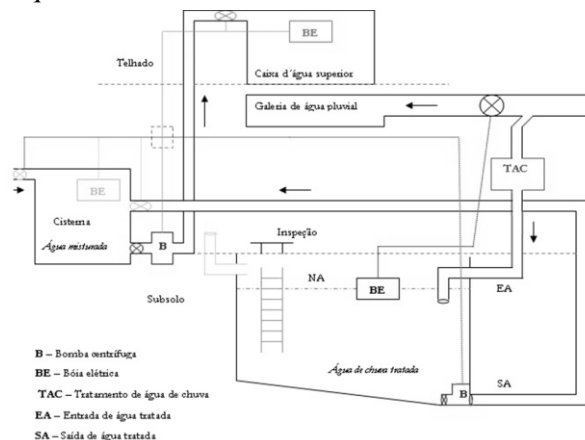 BE
Telhado
Caixa d´água superior
Galeria de água pluvial
TAC
BE
Cisterna
Água misturada
B
Inspeção
NA
BE
EA
Subsolo
Água de chuva tratada
B
SA
B – Bomba centrífuga
BE – Bóia elétrica
TAC – Tratamento de água de chuva
EA – Entrada de água tratada
SA – Saída de água tratada